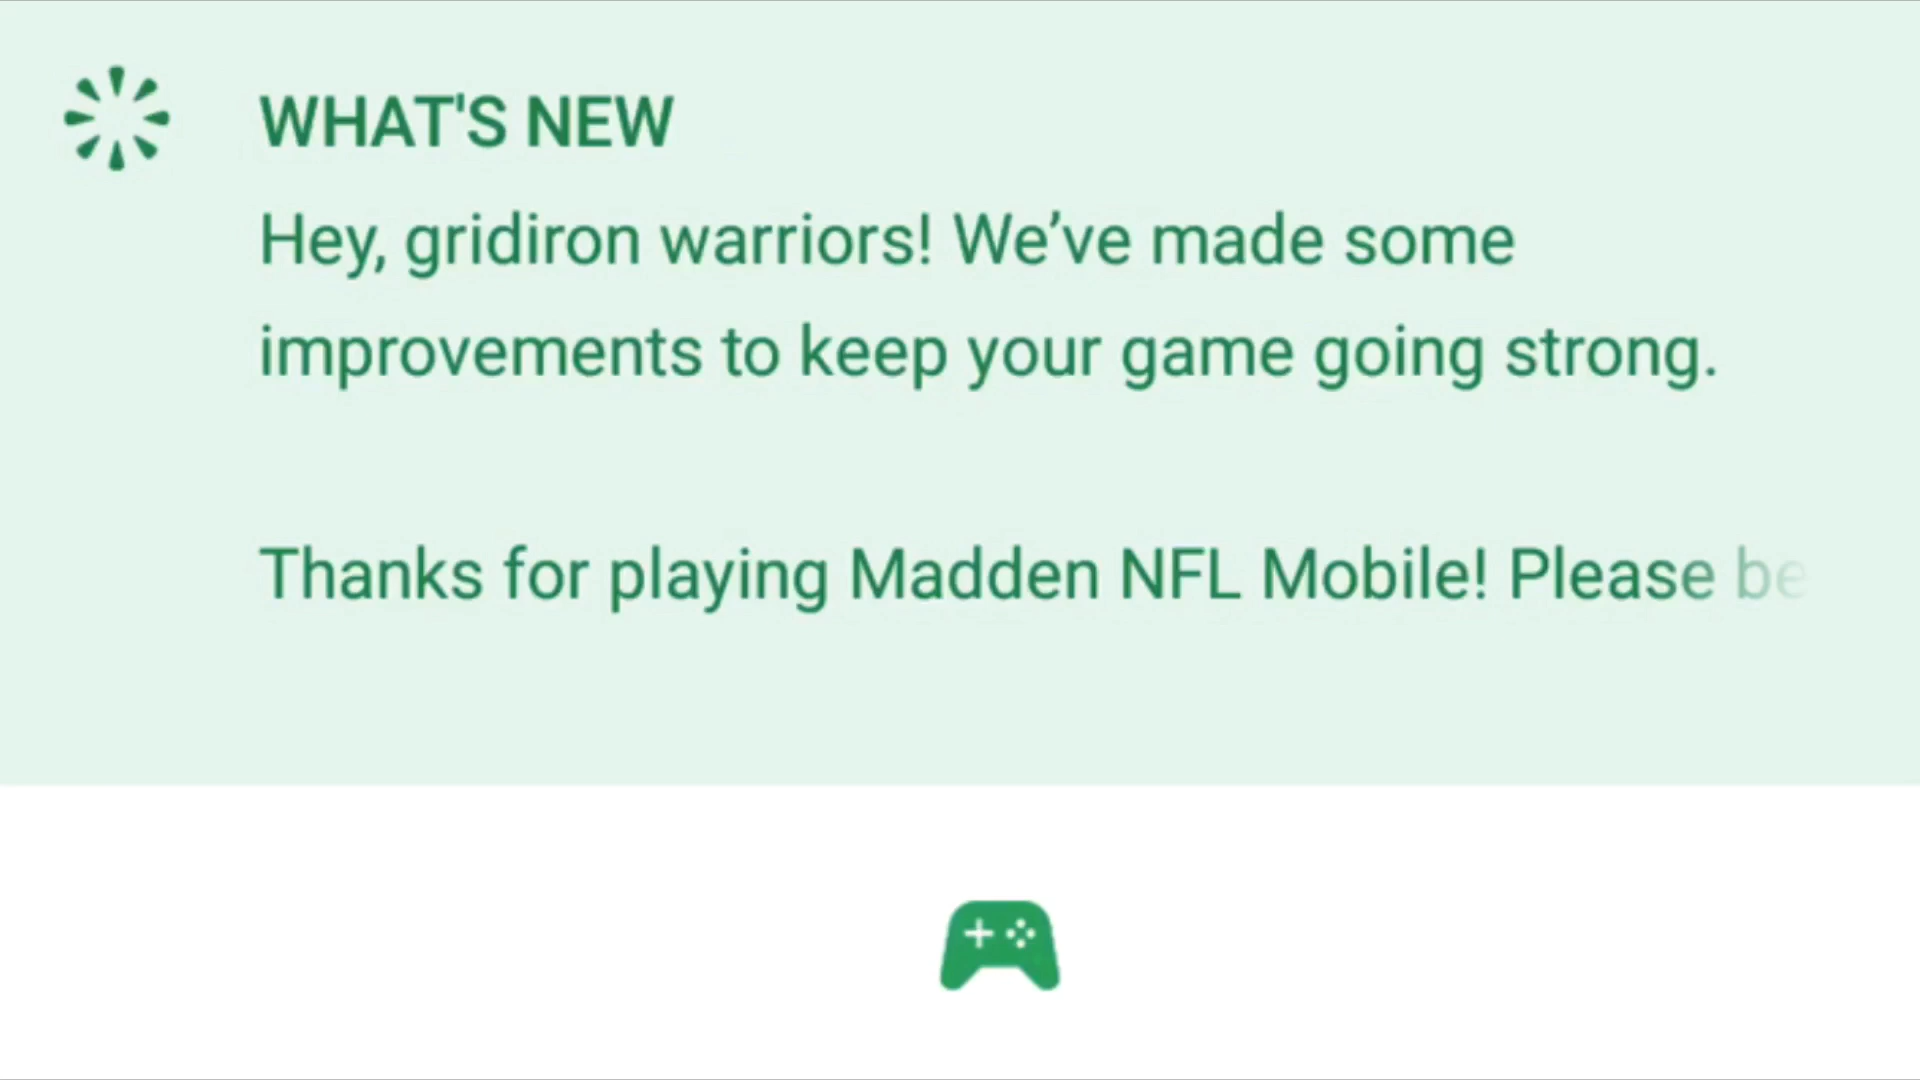 WHAT'S NEW
Hey, gridiron warriors! We’ve made some
improvements to keep your game going strong.
Thanks for playing Madden NFL Mobile! Please be